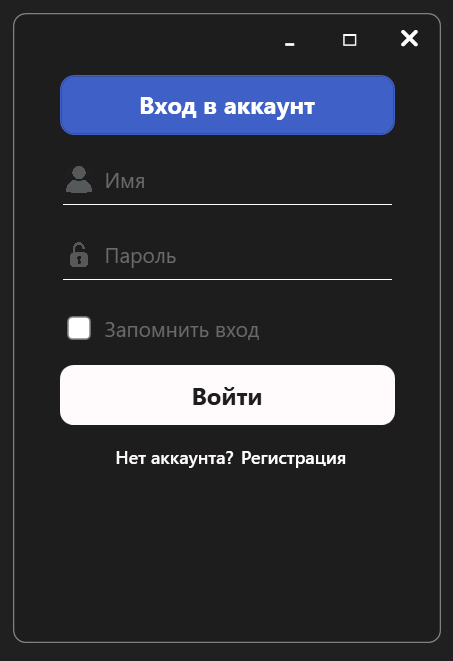 Вход в аккаунт
Имя
Пароль
Запомнить вход
Войти
Нет аккаунта? Регистрация